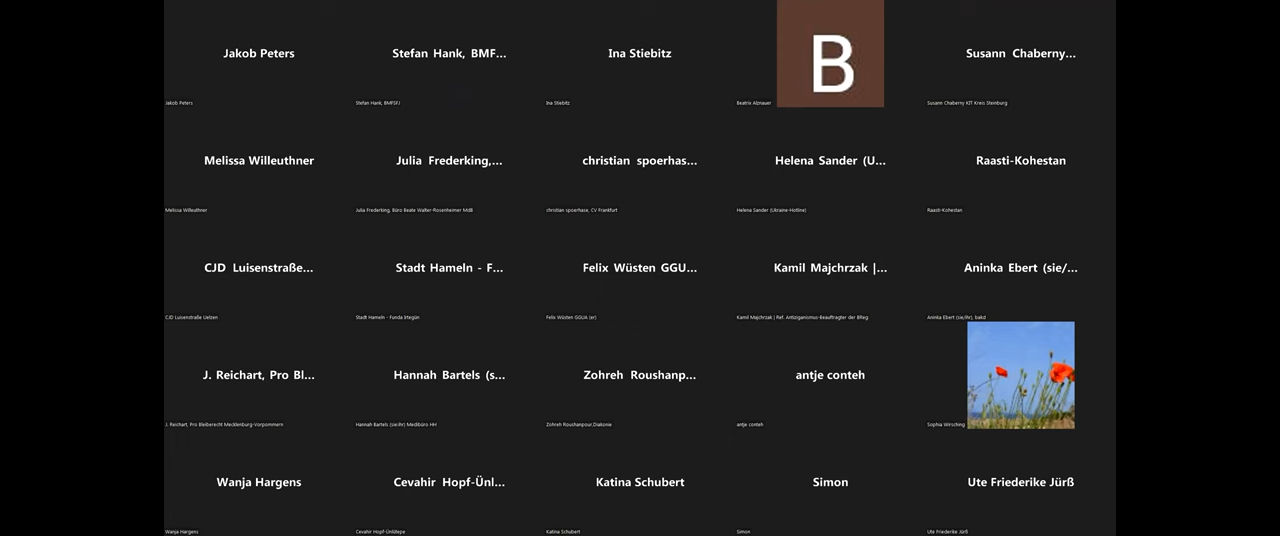 Jakob Peters
Stefan Hank, BMF...
Ina Stiebitz
B
Susann Chaberny...
Jakob Peters
Stefan Hank, BMFSFJ
Ina Stiebitz
Beatrix Alznauer
Susann Chaberny KIT Kreis Steinburg
Melissa Willeuthner
Julia Frederking,...
christian spoerhas...
Helena Sander (U...
Raasti-Kohestan
Melissa Willeuthner
Julia Frederking, Büro Beate Walter-Rosenheimer MdB
christian spoerhase, CV Frankfurt
Helena Sander (Ukraine-Hotline)
Raasti-Kohestan
CJD Luisenstraße...
Stadt Hameln - F...
Felix Wüsten GGU...
Kamil Majchrzak |...
Aninka Ebert (sie/...
CJD Luisenstraße Uelzen
Stadt Hameln - Funda Irtegün
Felix Wüsten GGUA (er)
Kamil Majchrzak | Ref. Antiziganismus-Beauftragter der BReg
Aninka Ebert (sie/ihr), bakd
J. Reichart, Pro Bl...
Hannah Bartels (s...
Zohreh Roushanp...
antje conteh
J. Reichart, Pro Bleiberecht Mecklenburg-Vorpommern
Hannah Bartels (sie/ihr) Medibüro HH
Zohreh Roushanpour,Diakonie
antje conteh
Sophia Wirsching
Wanja Hargens
Cevahir Hopf-Ünl...
Katina Schubert
Simon
Ute Friederike Jürß
Wanja Hargens
Cevahir Hopf-Ünlütepe
Katina Schubert
Simon
Ute Friederike Jürß